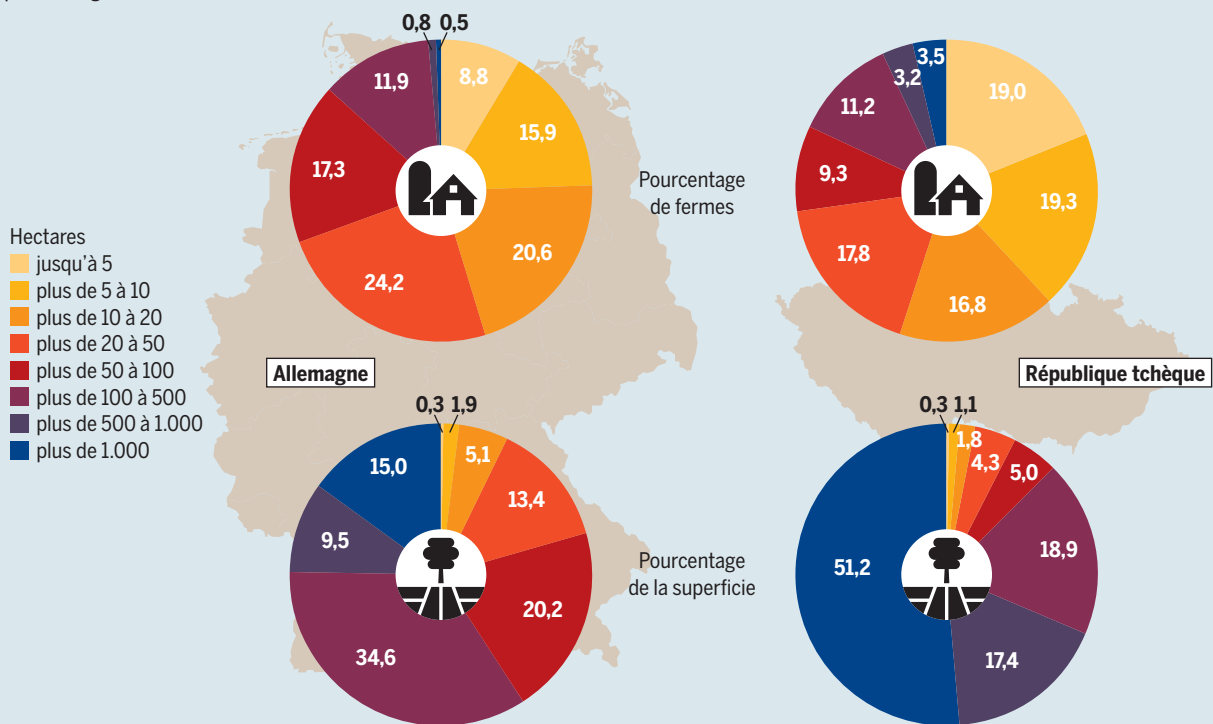 0,8
0,5
8,8
15,9
20,6
24,2
17,3
11,9
3,5
3,2
19,0
19,3
16,8
17,8
9,3
11,2
Pourcentage
de fermes
Hectares
jusqu'à 5
plus de 5 à 10
plus de 10 à 20
plus de 20 à 50
plus de 50 à 100
plus de 100 à 500
plus de 500 à 1.000
plus de 1.000
Allemagne
République tchèque
0,3
1,9
5,1
13,4
20,2
34,6
9,5
15,0
Pourcentage
de la superficie
0,3
1,1
1,8
4,3
5,0
18,9
17,4
51,2